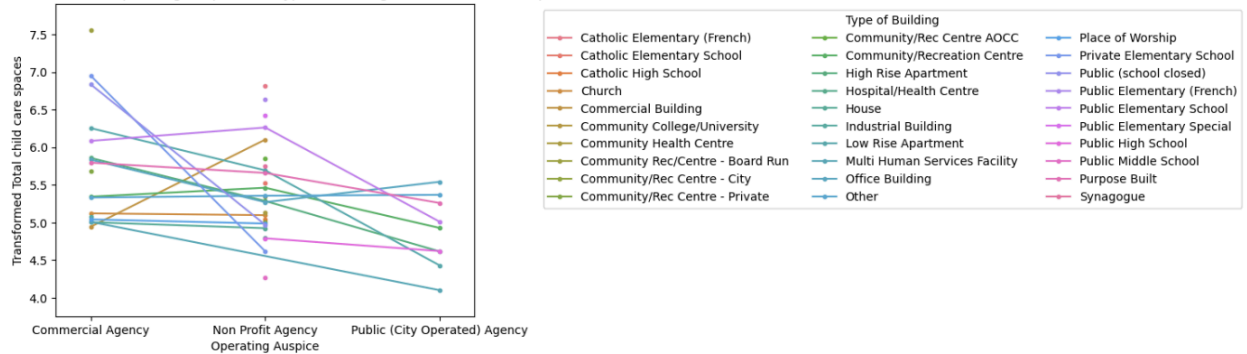 7.5
7.0
6.5
6.0
5.5
5.0
4.5
4.0
Transformed Total child care spaces
Commercial Agency Non Profit Agency Public (City Operated) Agency
Operating Auspice
Type of Building
Catholic Elementary (French)
Catholic Elementary School
Catholic High School
Church
Commercial Building
Community College/University
Community Health Centre
Community Rec/Centre - Board Run
Community/Rec Centre - City
Community/Rec Centre - Private
Community/Rec Centre AOCC
Community/Recreation Centre
High Rise Apartment
Hospital/Health Centre
House
Industrial Building
Low Rise Apartment
Multi Human Services Facility
Office Building
Other
Place of Worship
Private Elementary School
Public (school closed)
Public Elementary (French)
Public Elementary School
Public Elementary Special
Public High School
Public Middle School
Purpose Built
Synagogue